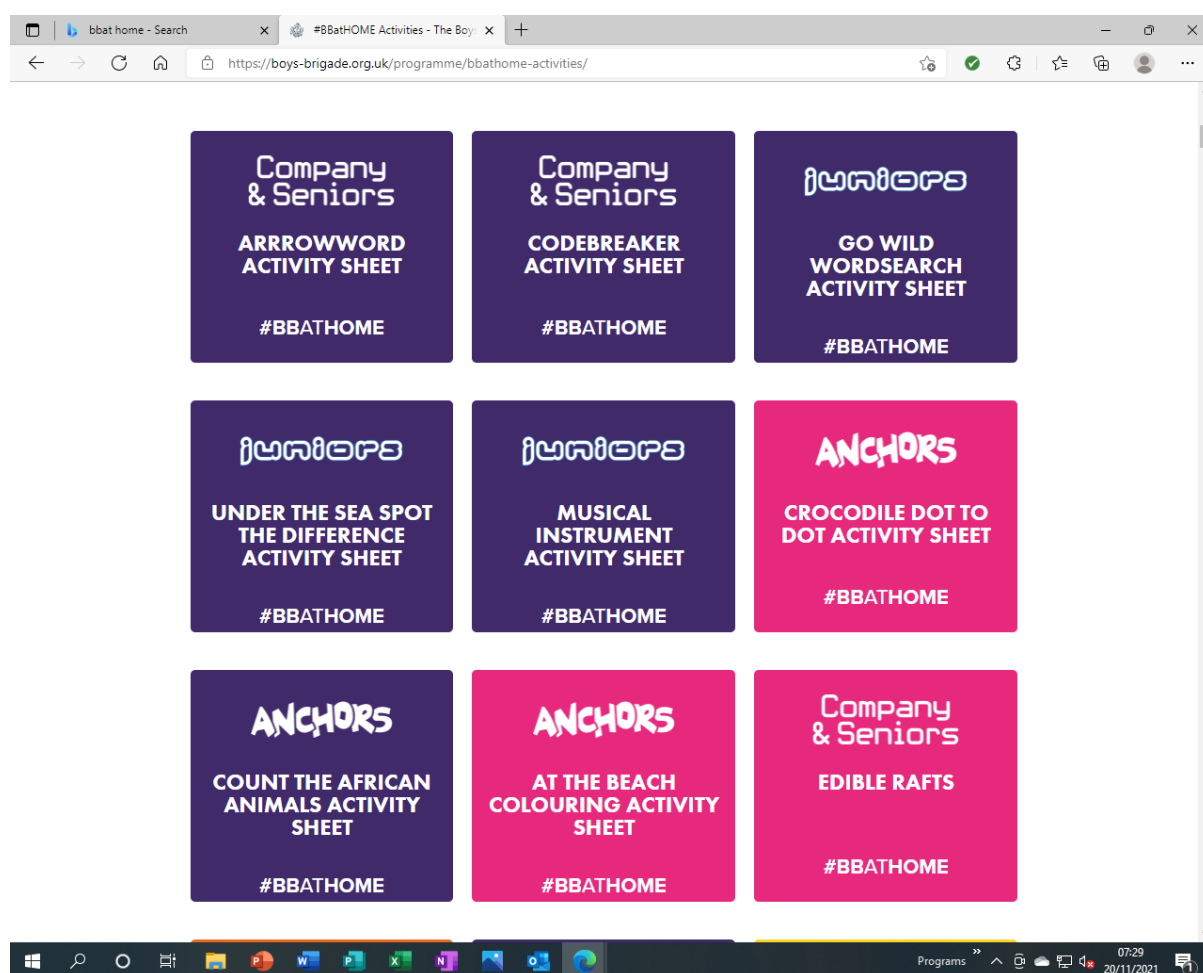 bbat home - Search
#BBatHOME Activities - The Boy
https://boys-brigade.org.uk/programme/bbathome-activities/
Company
& Seniors
ARRROWWORD
ACTIVITY SHEET
#BBATHOME
Company
& Seniors
CODEBREAKER
ACTIVITY SHEET
#BBATHOME
juniors
GO WILD
WORDSEARCH
ACTIVITY SHEET
#BBATHOME
juniors
UNDER THE SEA SPOT
THE DIFFERENCE
ACTIVITY SHEET
#BBATHOME
juniors
MUSICAL
INSTRUMENT
ACTIVITY SHEET
#BBATHOME
ANCHORS
CROCODILE DOT TO
DOT ACTIVITY SHEET
#BBATHOME
ANCHORS
COUNT THE AFRICAN
ANIMALS ACTIVITY
SHEET
#BBATHOME
ANCHORS
AT THE BEACH
COLOURING ACTIVITY
SHEET
#BBATHOME
Company
& Seniors
EDIBLE RAFTS
#BBATHOME
Programs
07:29
20/11/2021